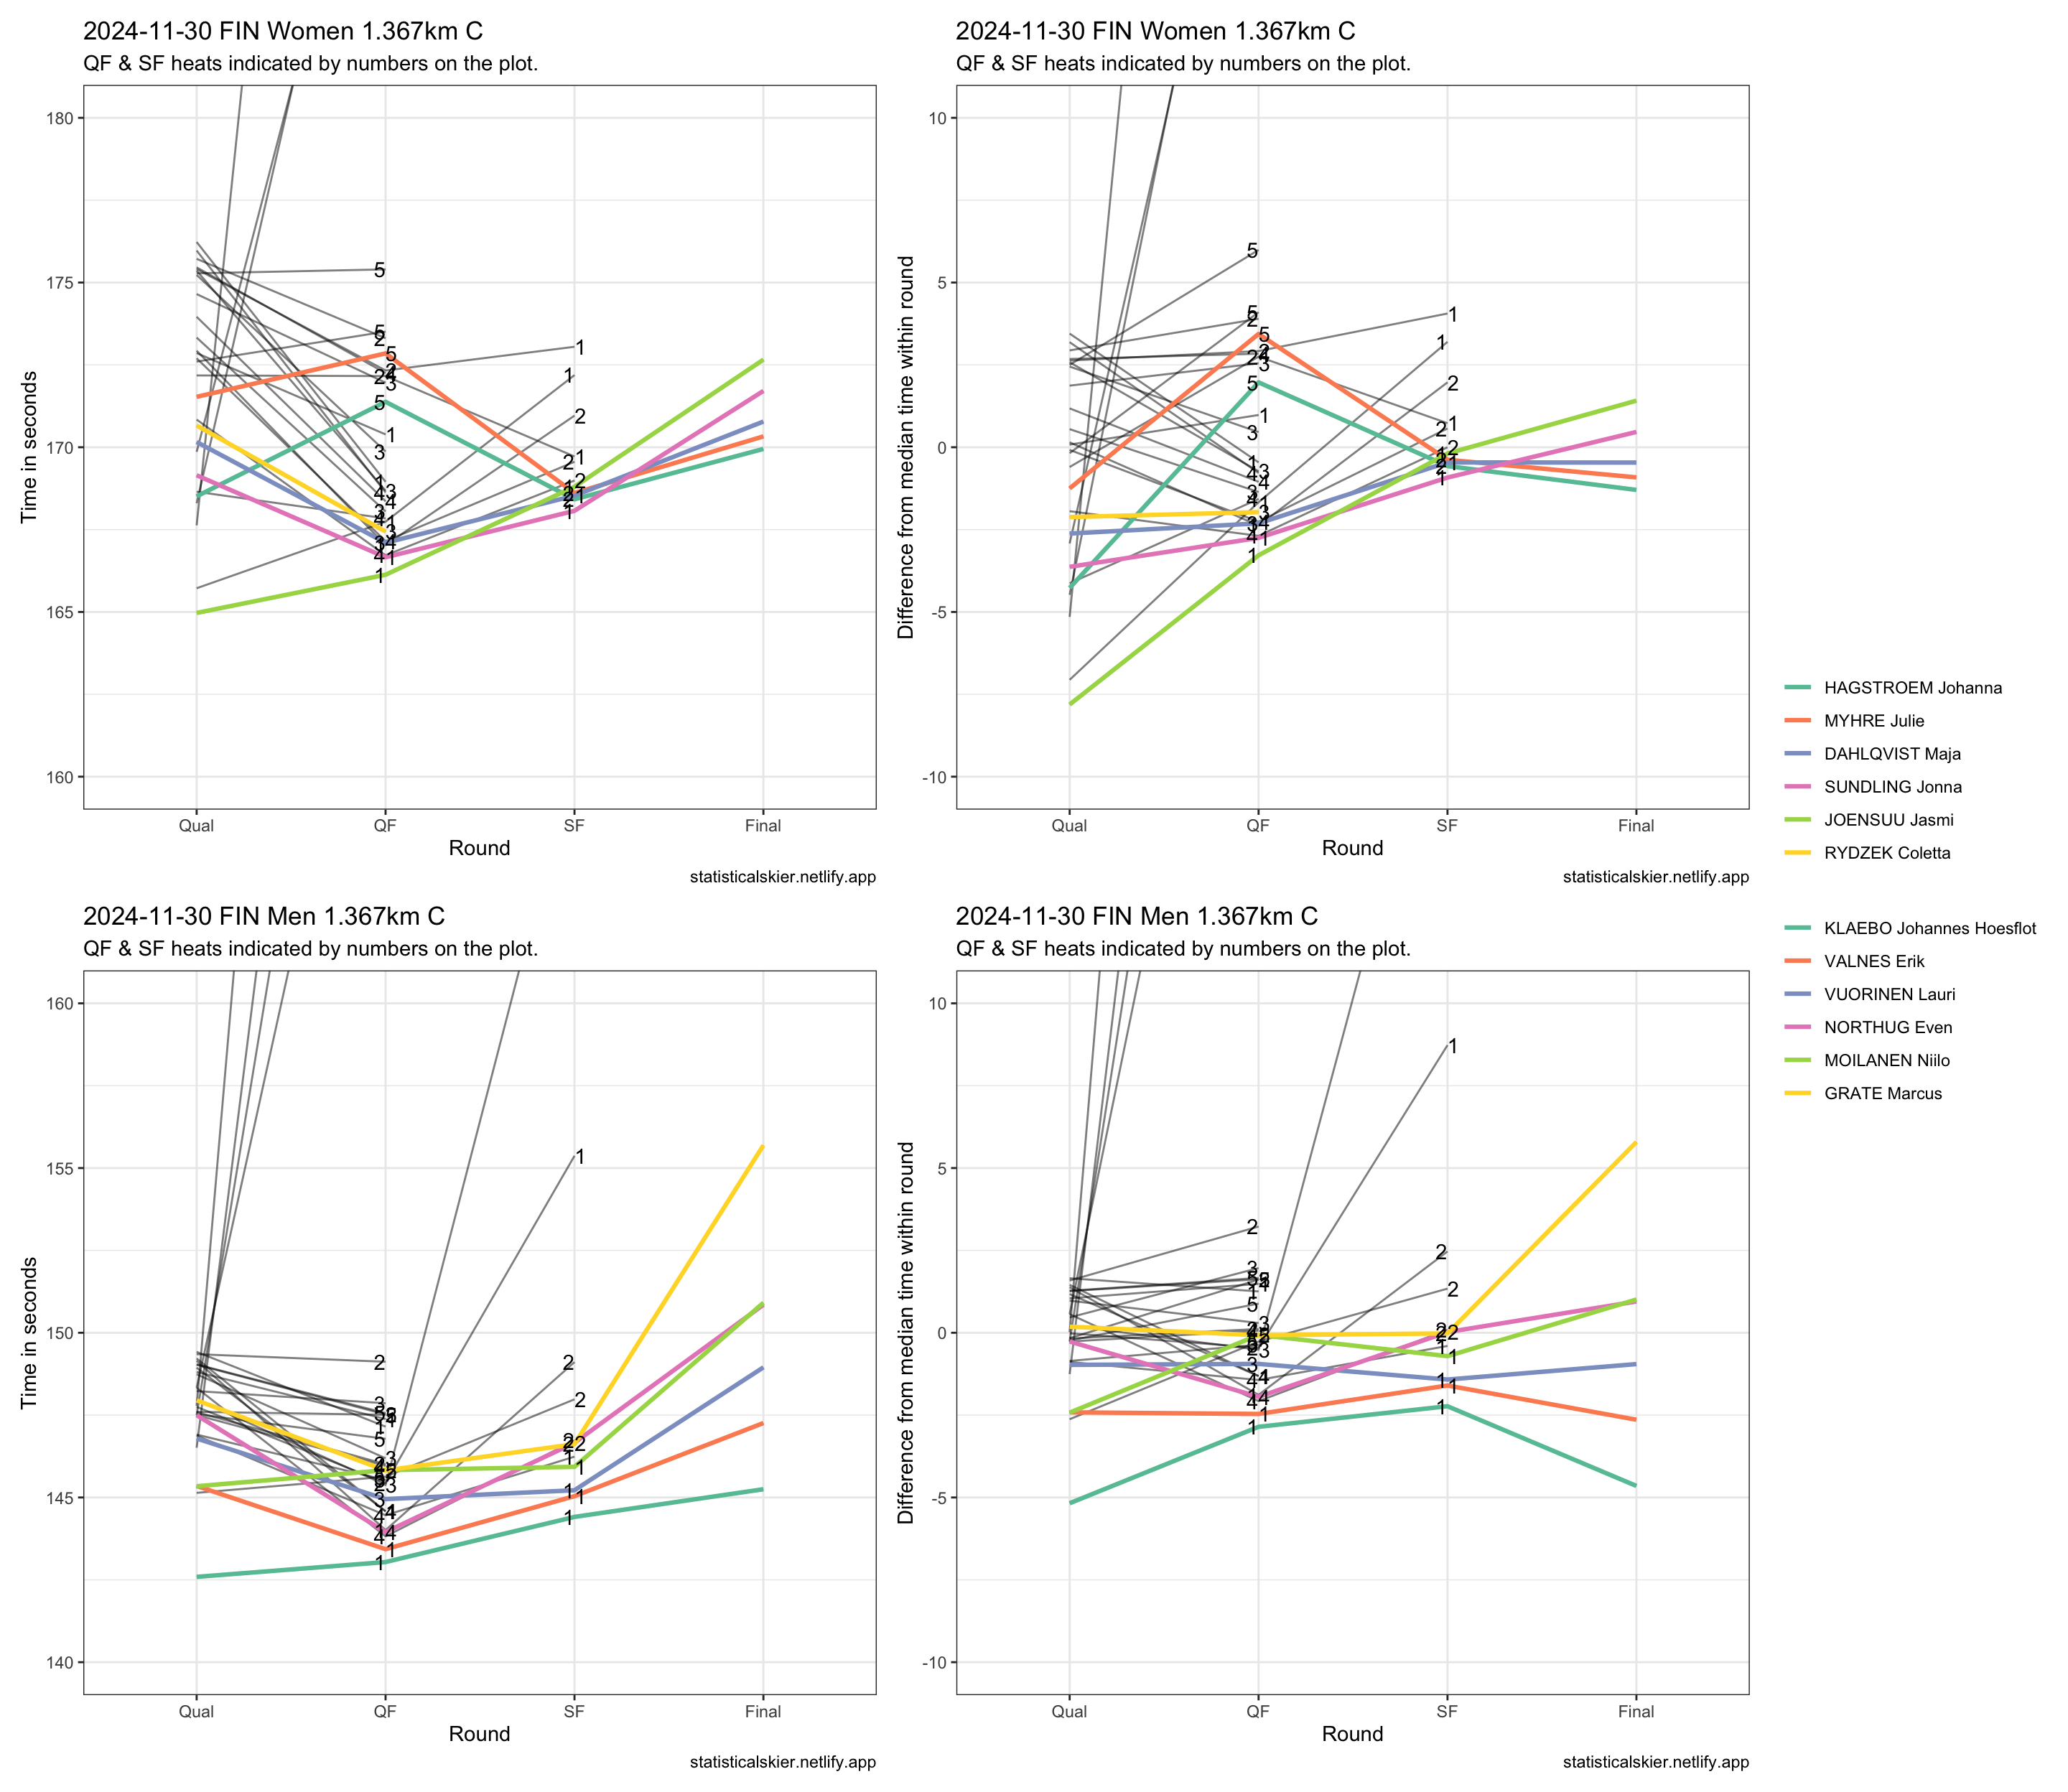 2024-11-30 FIN Women 1.367km C
QF & SF heats indicated by numbers on the plot.
Time in seconds
180
175
170
165
160
Qual QF SF Final
Round
statisticalskier.netlify.app
2024-11-30 FIN Women 1.367km C
QF & SF heats indicated by numbers on the plot.
Difference from median time within round
10
5
0
-5
-10
Qual QF SF Final
Round
statisticalskier.netlify.app
HAGSTROEM Johanna
MYHRE Julie
DAHLQVIST Maja
SUNDLING Jonna
JOENSUU Jasmi
RYDZEK Coletta
2024-11-30 FIN Men 1.367km C
QF & SF heats indicated by numbers on the plot.
Time in seconds
160
155
150
145
140
Qual QF SF Final
Round
statisticalskier.netlify.app
2024-11-30 FIN Men 1.367km C
QF & SF heats indicated by numbers on the plot.
Difference from median time within round
10
5
0
-5
-10
Qual QF SF Final
Round
statisticalskier.netlify.app
KLAEBO Johannes Hoesflot
VALNES Erik
VUORINEN Lauri
NORTHUG Even
MOILANEN Niilo
GRATE Marcus